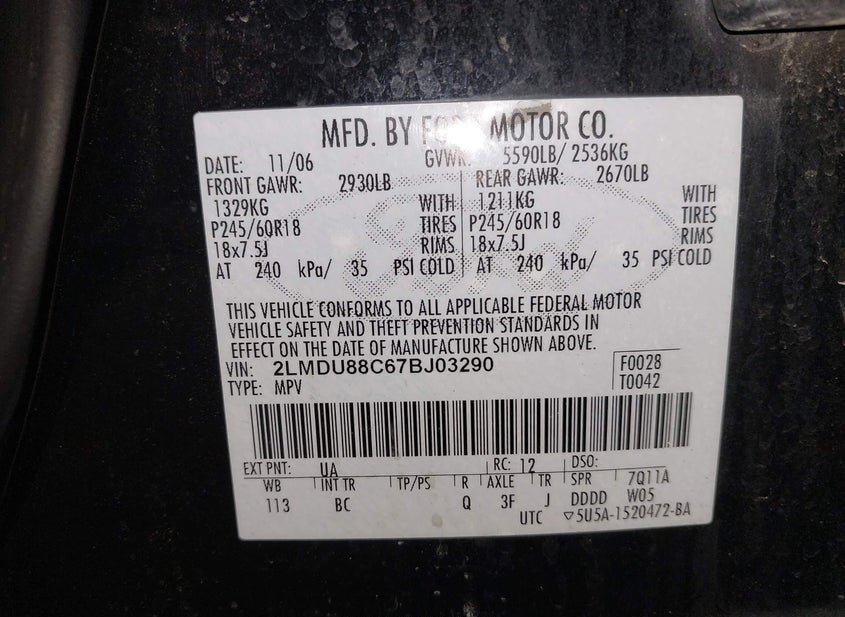 MFD. BY FORD MOTOR CO.
DATE: 11/06 GVWR: 5590LB/ 2536KG
FRONT GAWR: 2930LB REAR GAWR: 2670LB
1329KG WITH 1211KG WITH
P245/60R18 TIRES P245/60R18 TIRES
18x7.5J RIMS 18x7.5J RIMS
AT 240 kPa/ 35 PSI COLD AT 240 kPa/ 35 PSI COLD
THIS VEHICLE CONFORMS TO ALL APPLICABLE FEDERAL MOTOR
VEHICLE SAFETY AND THEFT PREVENTION STANDARDS IN
EFFECT ON THE DATE OF MANUFACTURE SHOWN ABOVE.
VIN: 2LMDU88C67BJ03290 F0028
TYPE: MPV T0042
EXT PNT: UA RC: 12 DSO:
WB INT TR TP/PS R AXLE TR SPR 7Q11A
113 BC Q 3F J DDDD W05
UTC ▽5U5A-1520472-BA